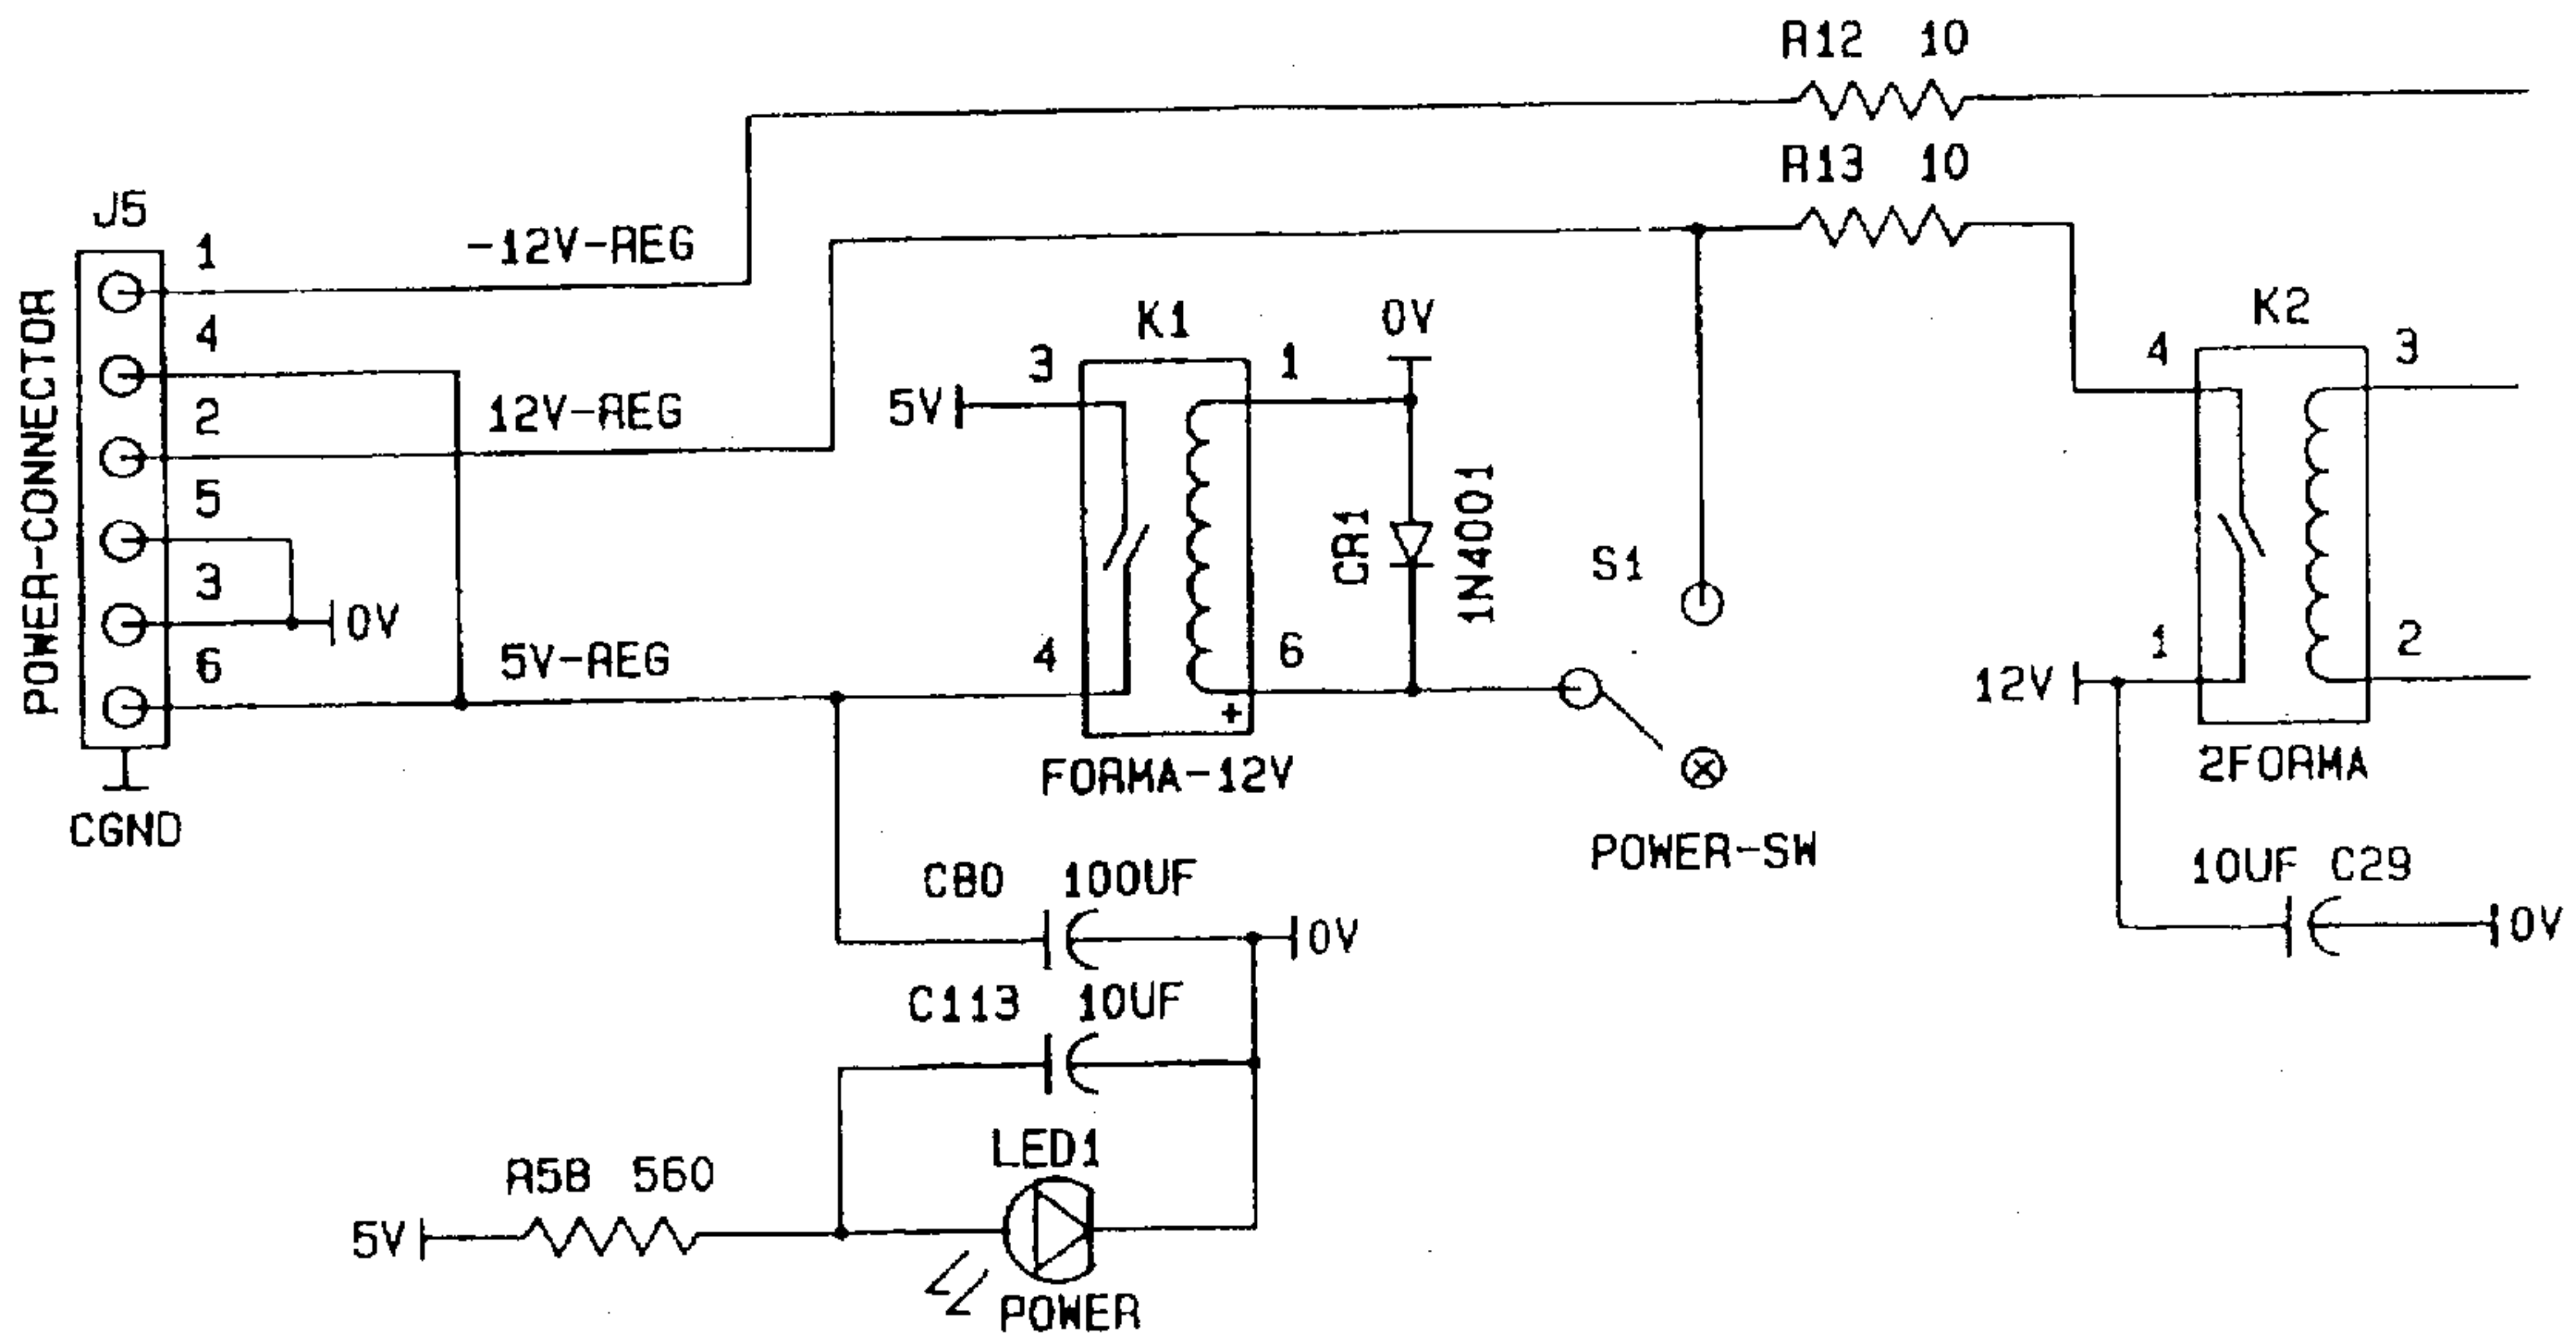 R12 10
R13 10
J5
POWER-CONNECTOR
1
-12V-REG
4
2
12V-REG
5
3
0V
6
5V-REG
CGND
K1
3
5V
1
0V
4
6
+
FORMA-12V
CR1
1N4001
S1
POWER-SW
K2
4
3
1
12V
2
2FORMA
10UF C29
0V
C80 100UF
0V
C113 10UF
LED1
R58 560
5V
POWER